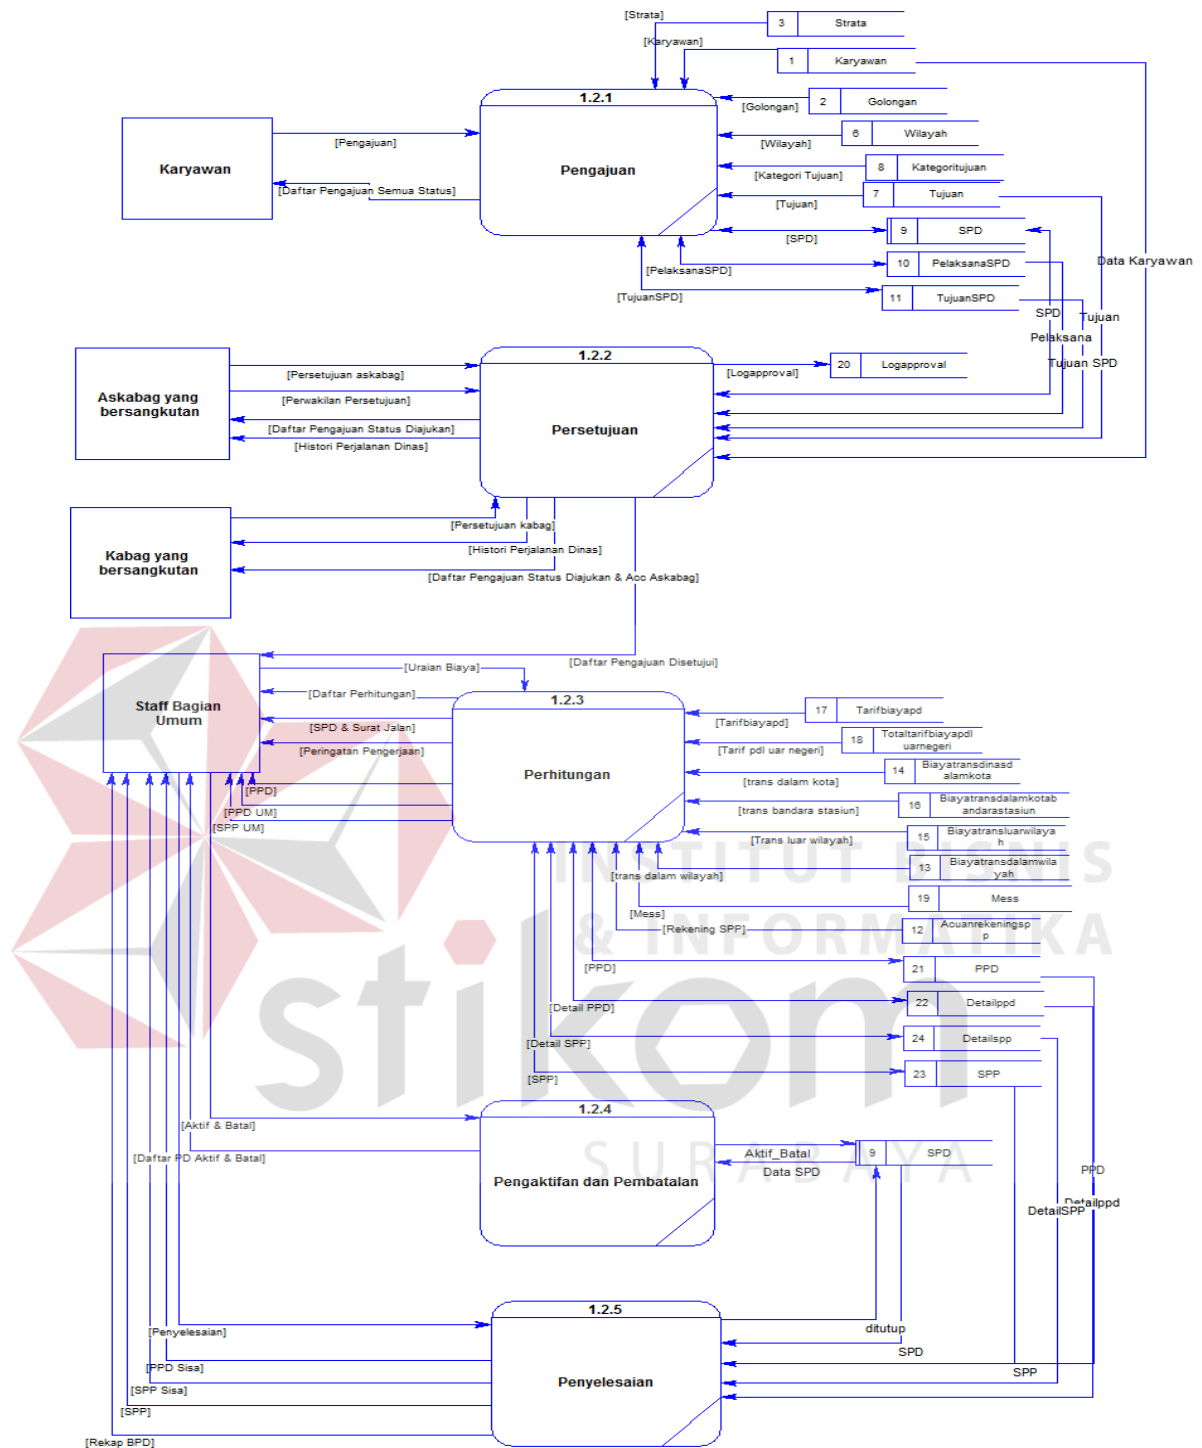 [Strata]
3 Strata
[Karyawan]
1 Karyawan
1.2.1
[Golongan]
2 Golongan
[Pengajuan]
[Wilayah]
6 Wilayah
Karyawan
Pengajuan
[Kategori Tujuan]
8 Kategoritujuan
[Daftar Pengajuan Semua Status]
[Tujuan]
7 Tujuan
[SPD]
9 SPD
Data Karyawan
[PelaksanaSPD]
10 PelaksanaSPD
[TujuanSPD]
11 TujuanSPD
SPD
Tujuan
Pelaksana
Tujuan SPD
1.2.2
[Logapproval]
20 Logapproval
[Persetujuan askabag]
Askabag yang
bersangkutan
[Perwakilan Persetujuan]
[Daftar Pengajuan Status Diajukan]
Persetujuan
[Histori Perjalanan Dinas]
[Persetujuan kabag]
Kabag yang
bersangkutan
[Histori Perjalanan Dinas]
[Daftar Pengajuan Status Diajukan & Acc Askabag]
[Daftar Pengajuan Disetujui]
[Uraian Biaya]
Staff Bagian
Umum
[Daftar Perhitungan]
1.2.3
[SPD & Surat Jalan]
[Tarifbiayapd]
17 Tarifbiayapd
[Peringatan Pengerjaan]
[Tarif pdl uar negeri]
18 Totaltarifbiayapdl
uarnegeri
Perhitungan
[trans dalam kota]
14 Biayatransdinasd
alamkota
[PPD]
[PPD UM]
[trans bandara stasiun]
16 Biayatransdalamkotab
andarastasiun
[SPP UM]
[Trans luar wilayah]
15 Biayatransluarwilaya
h
[trans dalam wilayah]
13 Biayatransdalamwila
yah
[Mess]
19 Mess
[Rekening SPP]
12 Acuanrekeningsp
p
[PPD]
21 PPD
[Detail PPD]
22 Detailppd
[Detail SPP]
24 Detailspp
[SPP]
23 SPP
INSTITUT BISNIS
& INFORMATIKA
stikom
SURABAYA
1.2.4
[Aktif & Batal]
[Daftar PD Aktif & Batal]
Aktif_Batal
Data SPD
9 SPD
Pengaktifan dan Pembatalan
PPD
Detailppd
DetailSPP
1.2.5
[Penyelesaian]
ditutup
SPD
[PPD Sisa]
SPP
Penyelesaian
[SPP Sisa]
[SPP]
[Rekap BPD]